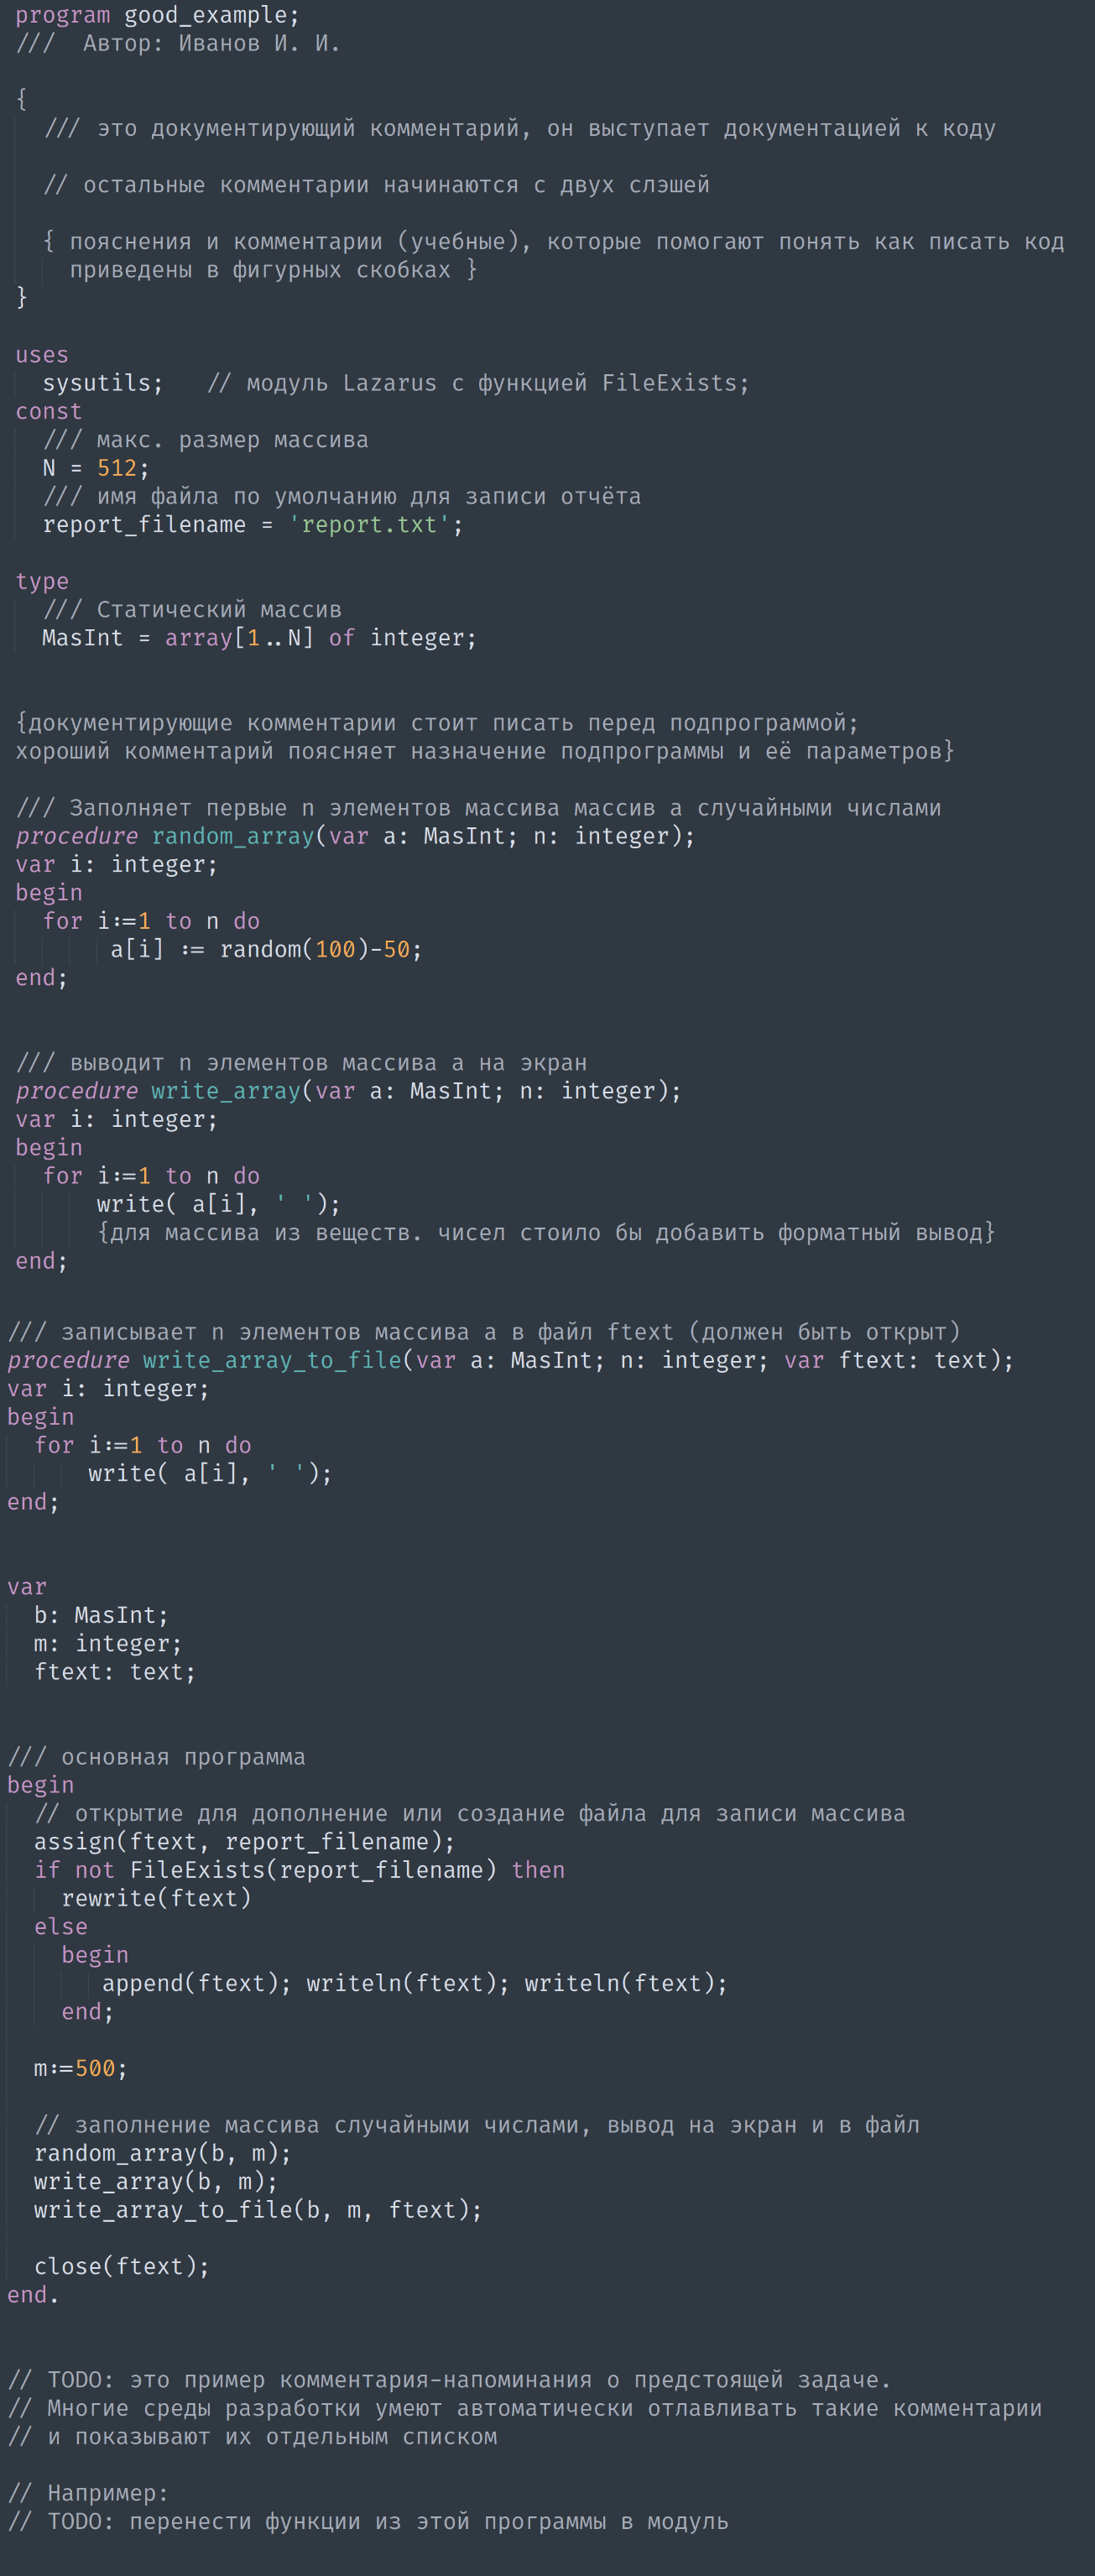 program good_example;
///  Автор: Иванов И. И.

{
  /// это документирующий комментарий, он выступает документацией к коду

  // остальные комментарии начинаются с двух слэшей

  { пояснения и комментарии (учебные), которые помогают понять как писать код
    приведены в фигурных скобках }
}

uses
  sysutils;   // модуль Lazarus с функцией FileExists;
const
  /// макс. размер массива
  N = 512;
  /// имя файла по умолчанию для записи отчёта
  report_filename = 'report.txt';

type
  /// Статический массив
  MasInt = array[1..N] of integer;


{документирующие комментарии стоит писать перед подпрограммой;
хороший комментарий поясняет назначение подпрограммы и её параметров}

/// Заполняет первые n элементов массива массив a случайными числами
procedure random_array(var a: MasInt; n: integer);
var i: integer;
begin
  for i:=1 to n do
       a[i] := random(100)-50;
end;


/// выводит n элементов массива a на экран
procedure write_array(var a: MasInt; n: integer);
var i: integer;
begin
  for i:=1 to n do
      write( a[i], ' ');
      {для массива из веществ. чисел стоило бы добавить форматный вывод}
end;


/// записывает n элементов массива a в файл ftext (должен быть открыт)
procedure write_array_to_file(var a: MasInt; n: integer; var ftext: text);
var i: integer;
begin
  for i:=1 to n do
      write( a[i], ' ');
end;


var
  b: MasInt;
  m: integer;
  ftext: text;


/// основная программа
begin
  // открытие для дополнение или создание файла для записи массива
  assign(ftext, report_filename);
  if not FileExists(report_filename) then
    rewrite(ftext)
  else
    begin
       append(ftext); writeln(ftext); writeln(ftext);
    end;

  m:=500;

  // заполнение массива случайными числами, вывод на экран и в файл
  random_array(b, m);
  write_array(b, m);
  write_array_to_file(b, m, ftext);

  close(ftext);
end.


// TODO: это пример комментария-напоминания о предстоящей задаче.
// Многие среды разработки умеют автоматически отлавливать такие комментарии
// и показывают их отдельным списком

// Например:
// TODO: перенести функции из этой программы в модуль